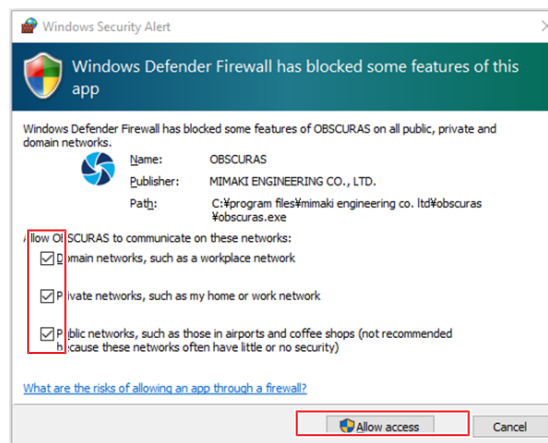 Windows Security Alert
Windows Defender Firewall has blocked some features of this
app
Windows Defender Firewall has blocked some features of OBSCURAS on all public, private and
domain networks.
Name: OBSCURAS
Publisher: MIMAKI ENGINEERING CO., LTD.
Path: C:¥program files¥mimaki engineering co. ltd¥obscuras
¥obscuras.exe
Allow OBSCURAS to communicate on these networks:
Domain networks, such as a workplace network
Private networks, such as my home or work network
Public networks, such as those in airports and coffee shops (not recommended
because these networks often have little or no security)
What are the risks of allowing an app through a firewall?
Allow access Cancel